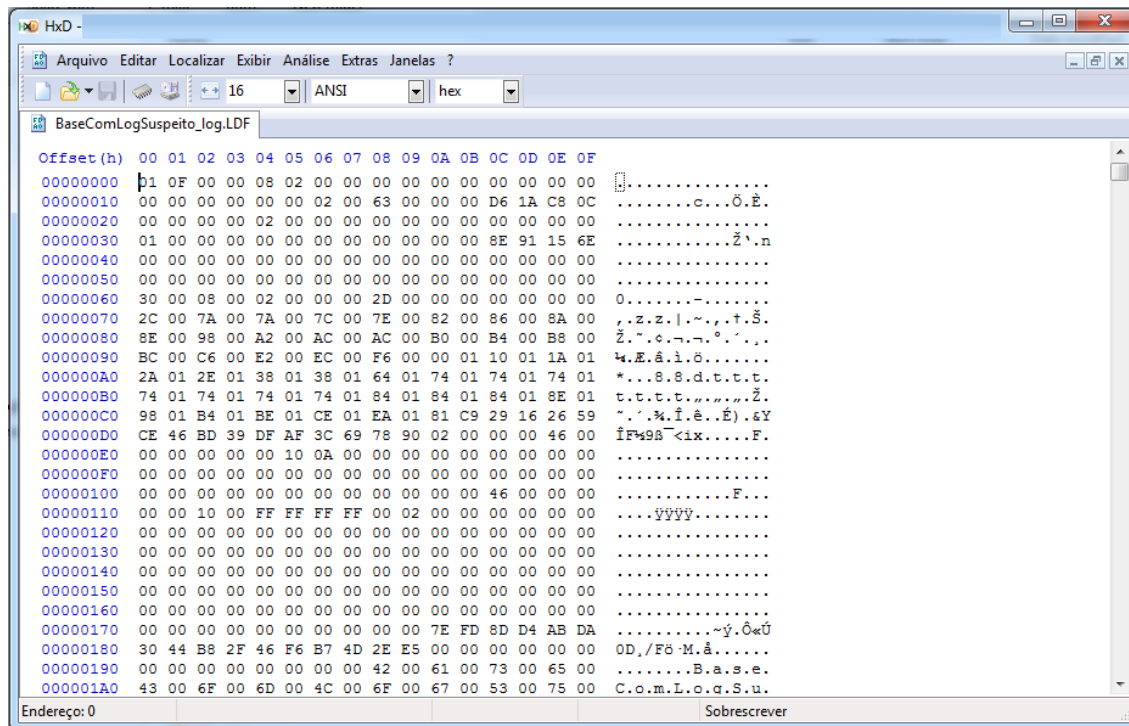 HxD -
Arquivo Editar Localizar Exibir Análise Extras Janelas ?
16 ANSI hex
BaseComLogSuspeito_log.LDF
Offset(h) 00 01 02 03 04 05 06 07 08 09 0A 0B 0C 0D 0E 0F
00000000 01 0F 00 00 08 02 00 00 00 00 00 00 00 00 00 00 ................
00000010 00 00 00 00 00 00 02 00 63 00 00 00 D6 1A C8 0C ........c...Ö.È.
00000020 00 00 00 00 02 00 00 00 00 00 00 00 00 00 00 00 ................
00000030 01 00 00 00 00 00 00 00 00 00 00 00 8E 91 15 6E ............Ž‘.n
00000040 00 00 00 00 00 00 00 00 00 00 00 00 00 00 00 00 ................
00000050 00 00 00 00 00 00 00 00 00 00 00 00 00 00 00 00 ................
00000060 30 00 08 00 02 00 00 00 2D 00 00 00 00 00 00 00 0.......-.......
00000070 2C 00 7A 00 7A 00 7C 00 7E 00 82 00 86 00 8A 00 ,.z.z.|.~.‚.†.Š.
00000080 8E 00 98 00 A2 00 AC 00 AC 00 B0 00 B4 00 B8 00 Ž.˜.¢.¬.¬.°.´.¸.
00000090 BC 00 C6 00 E2 00 EC 00 F6 00 00 01 10 01 1A 01 ¼.Æ.â.ì.ö.......
000000A0 2A 01 2E 01 38 01 38 01 64 01 74 01 74 01 74 01 *...8.8.d.t.t.t.
000000B0 74 01 74 01 74 01 74 01 84 01 84 01 84 01 8E 01 t.t.t.t.„.„.„.Ž.
000000C0 98 01 B4 01 BE 01 CE 01 EA 01 81 C9 29 16 26 59 ˜.´.¾.Î.ê..É).&Y
000000D0 CE 46 BD 39 DF AF 3C 69 78 90 02 00 00 00 46 00 ÎF½9ß¯<ix.....F.
000000E0 00 00 00 00 00 10 0A 00 00 00 00 00 00 00 00 00 ................
000000F0 00 00 00 00 00 00 00 00 00 00 00 00 00 00 00 00 ................
00000100 00 00 00 00 00 00 00 00 00 00 00 00 46 00 00 00 ............F...
00000110 00 00 10 00 FF FF FF FF 00 02 00 00 00 00 00 00 ....ÿÿÿÿ........
00000120 00 00 00 00 00 00 00 00 00 00 00 00 00 00 00 00 ................
00000130 00 00 00 00 00 00 00 00 00 00 00 00 00 00 00 00 ................
00000140 00 00 00 00 00 00 00 00 00 00 00 00 00 00 00 00 ................
00000150 00 00 00 00 00 00 00 00 00 00 00 00 00 00 00 00 ................
00000160 00 00 00 00 00 00 00 00 00 00 00 00 00 00 00 00 ................
00000170 00 00 00 00 00 00 00 00 00 00 7E FD 8D D4 AB DA ..........~ý.Ô«Ú
00000180 30 44 B8 2F 46 F6 B7 4D 2E E5 00 00 00 00 00 00 0D¸/Fö·M.å......
00000190 00 00 00 00 00 00 00 00 42 00 61 00 73 00 65 00 ........B.a.s.e.
000001A0 43 00 6F 00 6D 00 4C 00 6F 00 67 00 53 00 75 00 C.o.m.L.o.g.S.u.
Endereço: 0 Sobrescrever